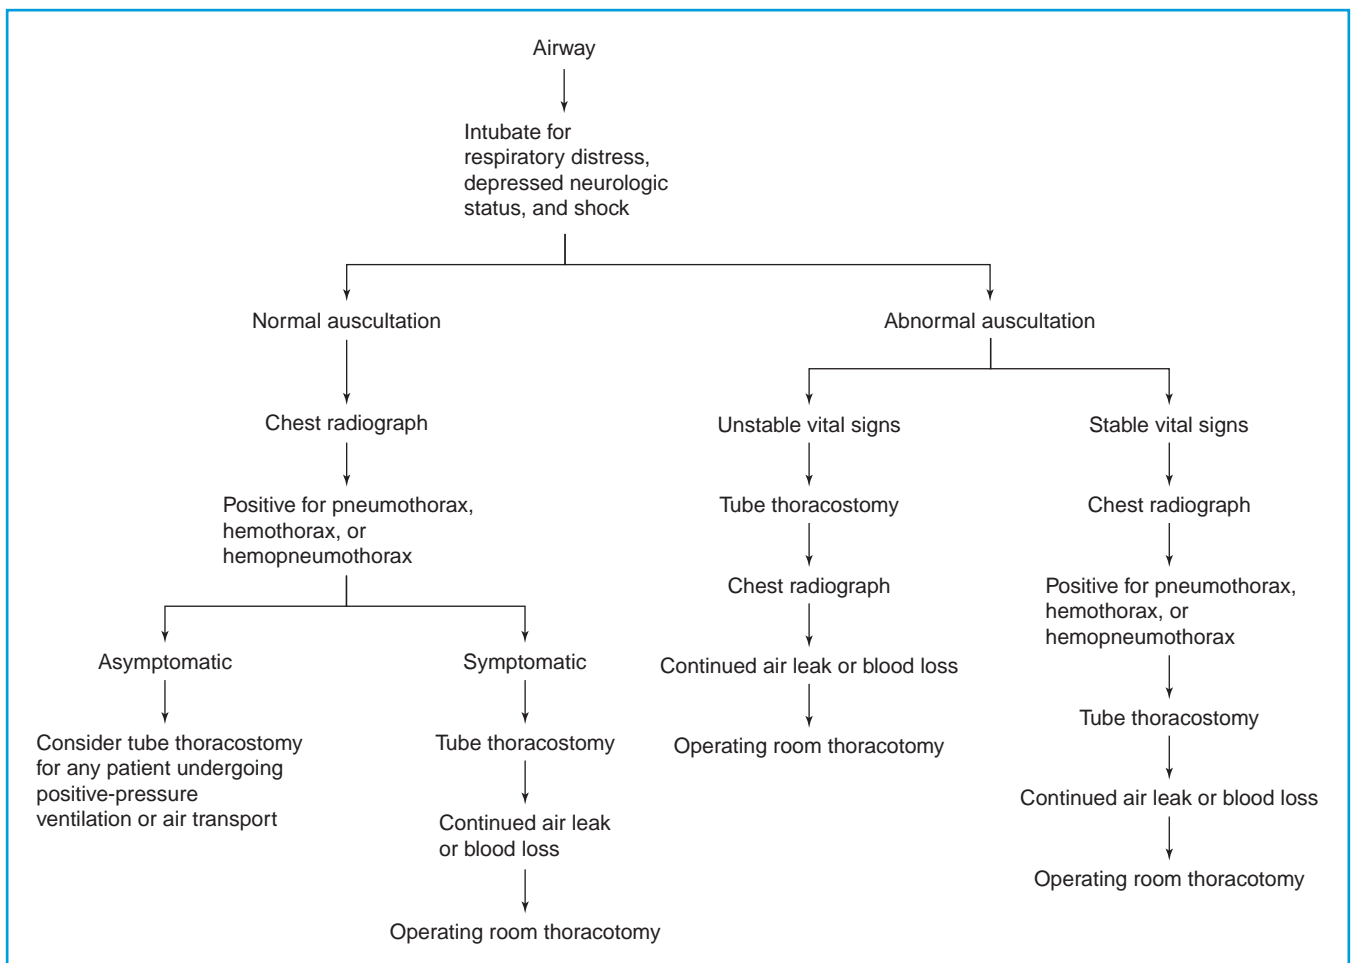 Airway
Intubate for
respiratory distress,
depressed neurologic
status, and shock
Normal auscultation
Chest radiograph
Positive for pneumothorax,
hemothorax, or
hemopneumothorax
Asymptomatic
Consider tube thoracostomy
for any patient undergoing
positive-pressure
ventilation or air transport
Symptomatic
Tube thoracostomy
Continued air leak
or blood loss
Operating room thoracotomy
Abnormal auscultation
Unstable vital signs
Tube thoracostomy
Chest radiograph
Continued air leak or blood loss
Operating room thoracotomy
Stable vital signs
Chest radiograph
Positive for pneumothorax,
hemothorax, or
hemopneumothorax
Tube thoracostomy
Continued air leak or blood loss
Operating room thoracotomy